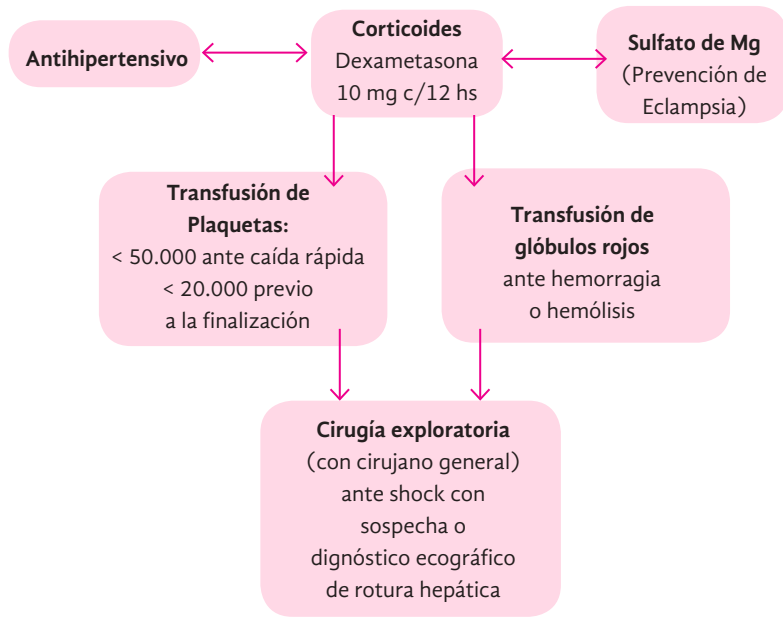 Antihipertensivo
Corticoides
Dexametasona
10 mg c/12 hs
Sulfato de Mg
(Prevención de
Eclampsia)
Transfusión de
Plaquetas:
< 50.000 ante caída rápida
< 20.000 previo
a la finalización
Transfusión de
glóbulos rojos
ante hemorragia
o hemólisis
Cirugía exploratoria
(con cirujano general)
ante shock con
sospecha o
dignóstico ecográfico
de rotura hepática